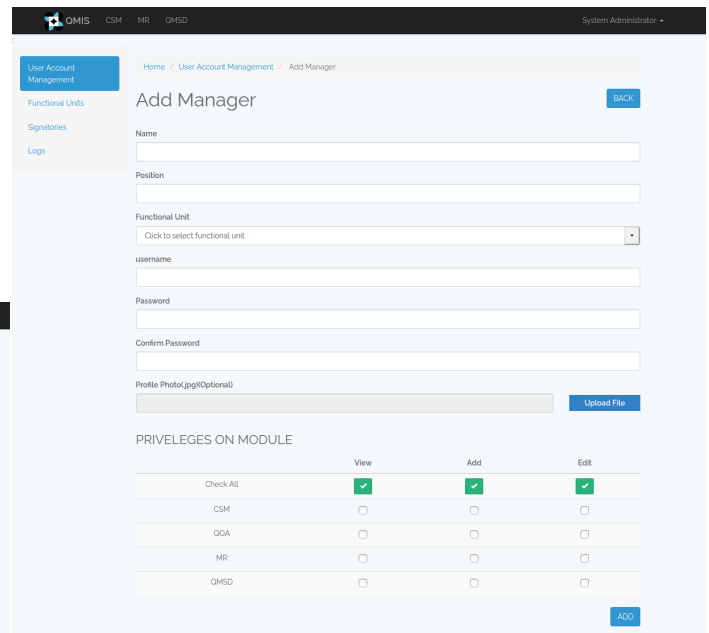 QMIS CSM MR QMSD System Administrator
User Account
Management
Functional Units
Signatories
Logs
Home / User Account Management / Add Manager
Add Manager
BACK
Name
Position
Functional Unit
Click to select functional unit
username
Password
Confirm Password
Profile Photo(.jpg)(Optional)
Upload File
PRIVELEGES ON MODULE
View Add Edit
Check All
CSM
QOA
MR
QMSD
ADD